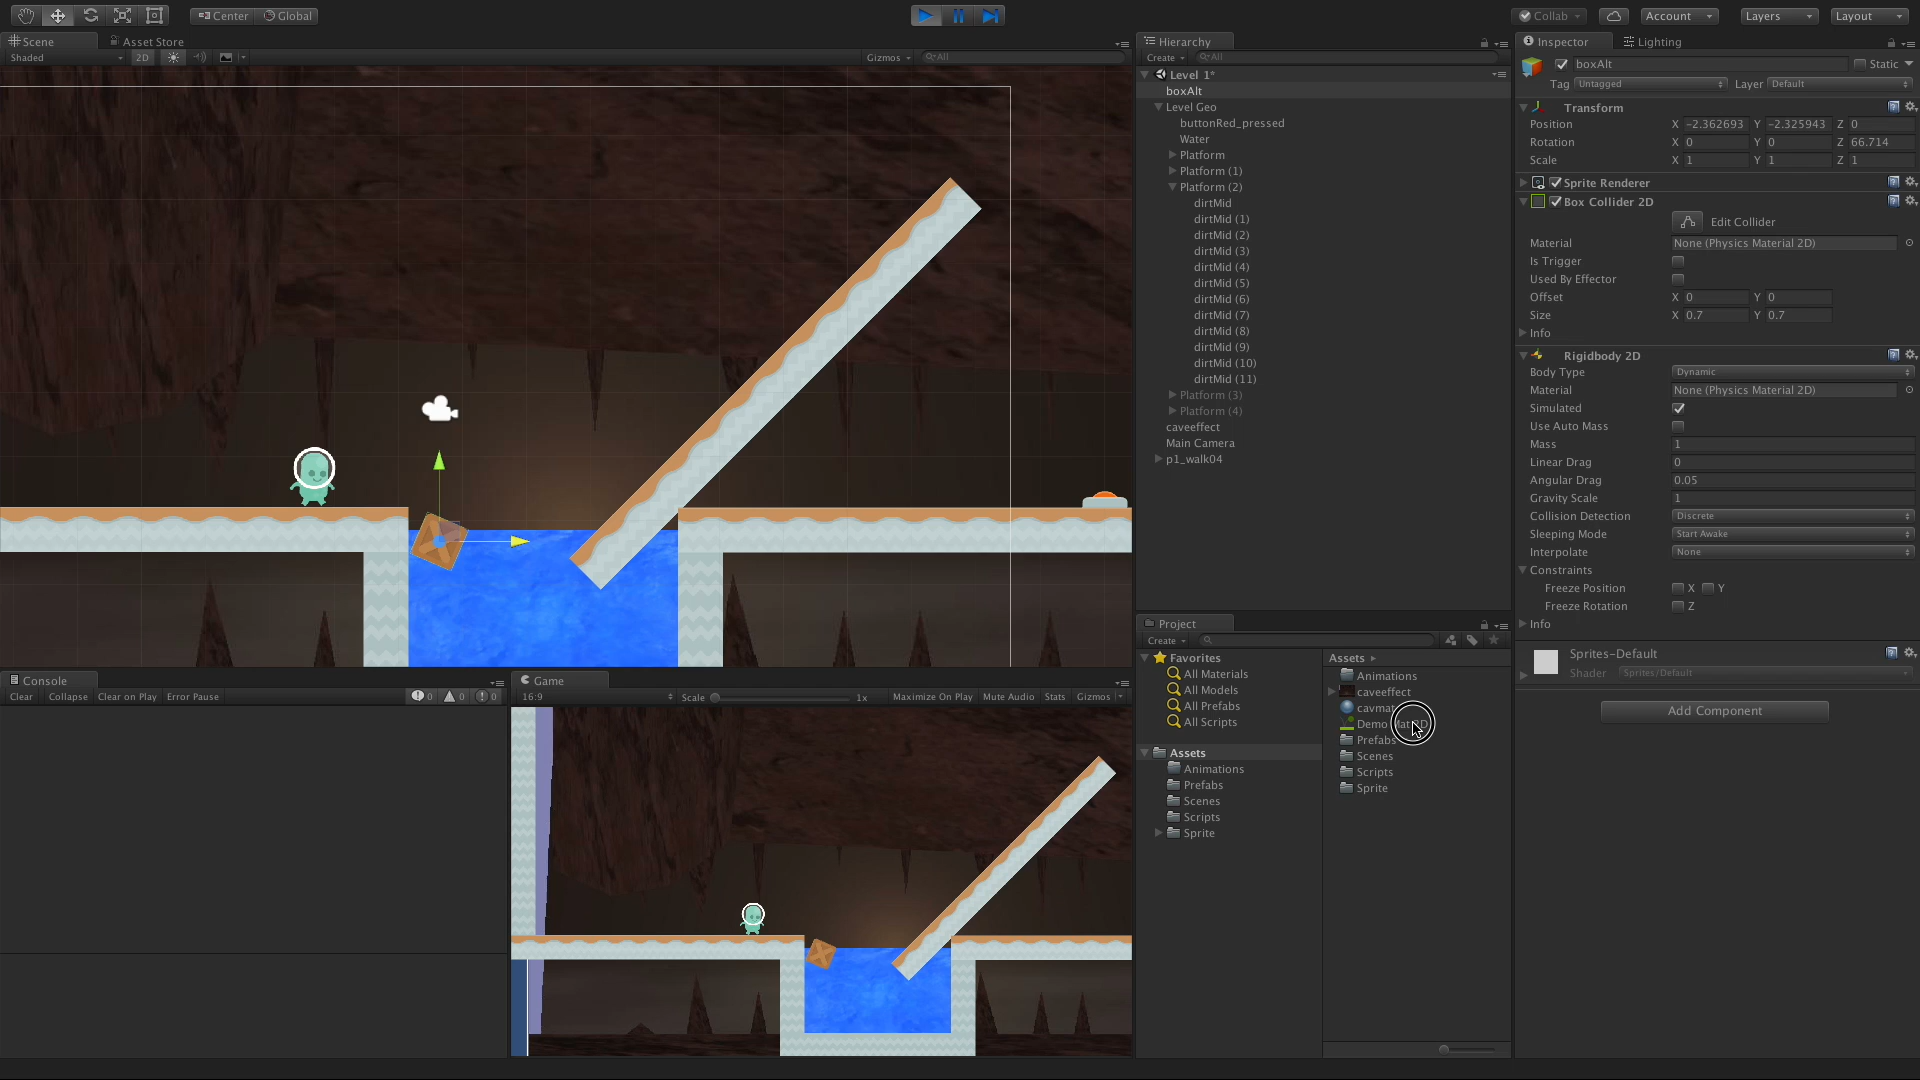 Center Global
Collab Account Layers Layout
Scene Asset Store
Shaded 2D Gizmos All
Hierarchy
Create All
Level 1*
boxAlt
Level Geo
buttonRed_pressed
Water
Platform
Platform (1)
Platform (2)
dirtMid
dirtMid (1)
dirtMid (2)
dirtMid (3)
dirtMid (4)
dirtMid (5)
dirtMid (6)
dirtMid (7)
dirtMid (8)
dirtMid (9)
dirtMid (10)
dirtMid (11)
Platform (3)
Platform (4)
caveeffect
Main Camera
p1_walk04
Inspector Lighting
boxAlt Static
Tag Untagged Layer Default
Transform
Position X -2.362693 Y -2.325943 Z 0
Rotation X 0 Y 0 Z 66.714
Scale X 1 Y 1 Z 1
Sprite Renderer
Box Collider 2D
Edit Collider
Material None (Physics Material 2D)
Is Trigger
Used By Effector
Offset X 0 Y 0
Size X 0.7 Y 0.7
Info
Rigidbody 2D
Body Type Dynamic
Material None (Physics Material 2D)
Simulated
Use Auto Mass
Mass 1
Linear Drag 0
Angular Drag 0.05
Gravity Scale 1
Collision Detection Discrete
Sleeping Mode Start Awake
Interpolate None
Constraints
Freeze Position X Y
Freeze Rotation Z
Info
Sprites-Default
Shader Sprites/Default
Add Component
Console
Clear Collapse Clear on Play Error Pause 0 0 0
Game
16:9 Scale 1x Maximize On Play Mute Audio Stats Gizmos
Project
Create
Favorites
All Materials
All Models
All Prefabs
All Scripts
Assets
Animations
Prefabs
Scenes
Scripts
Sprite
Assets
Animations
caveeffect
cavmat
Prefabs
Scenes
Scripts
Sprite